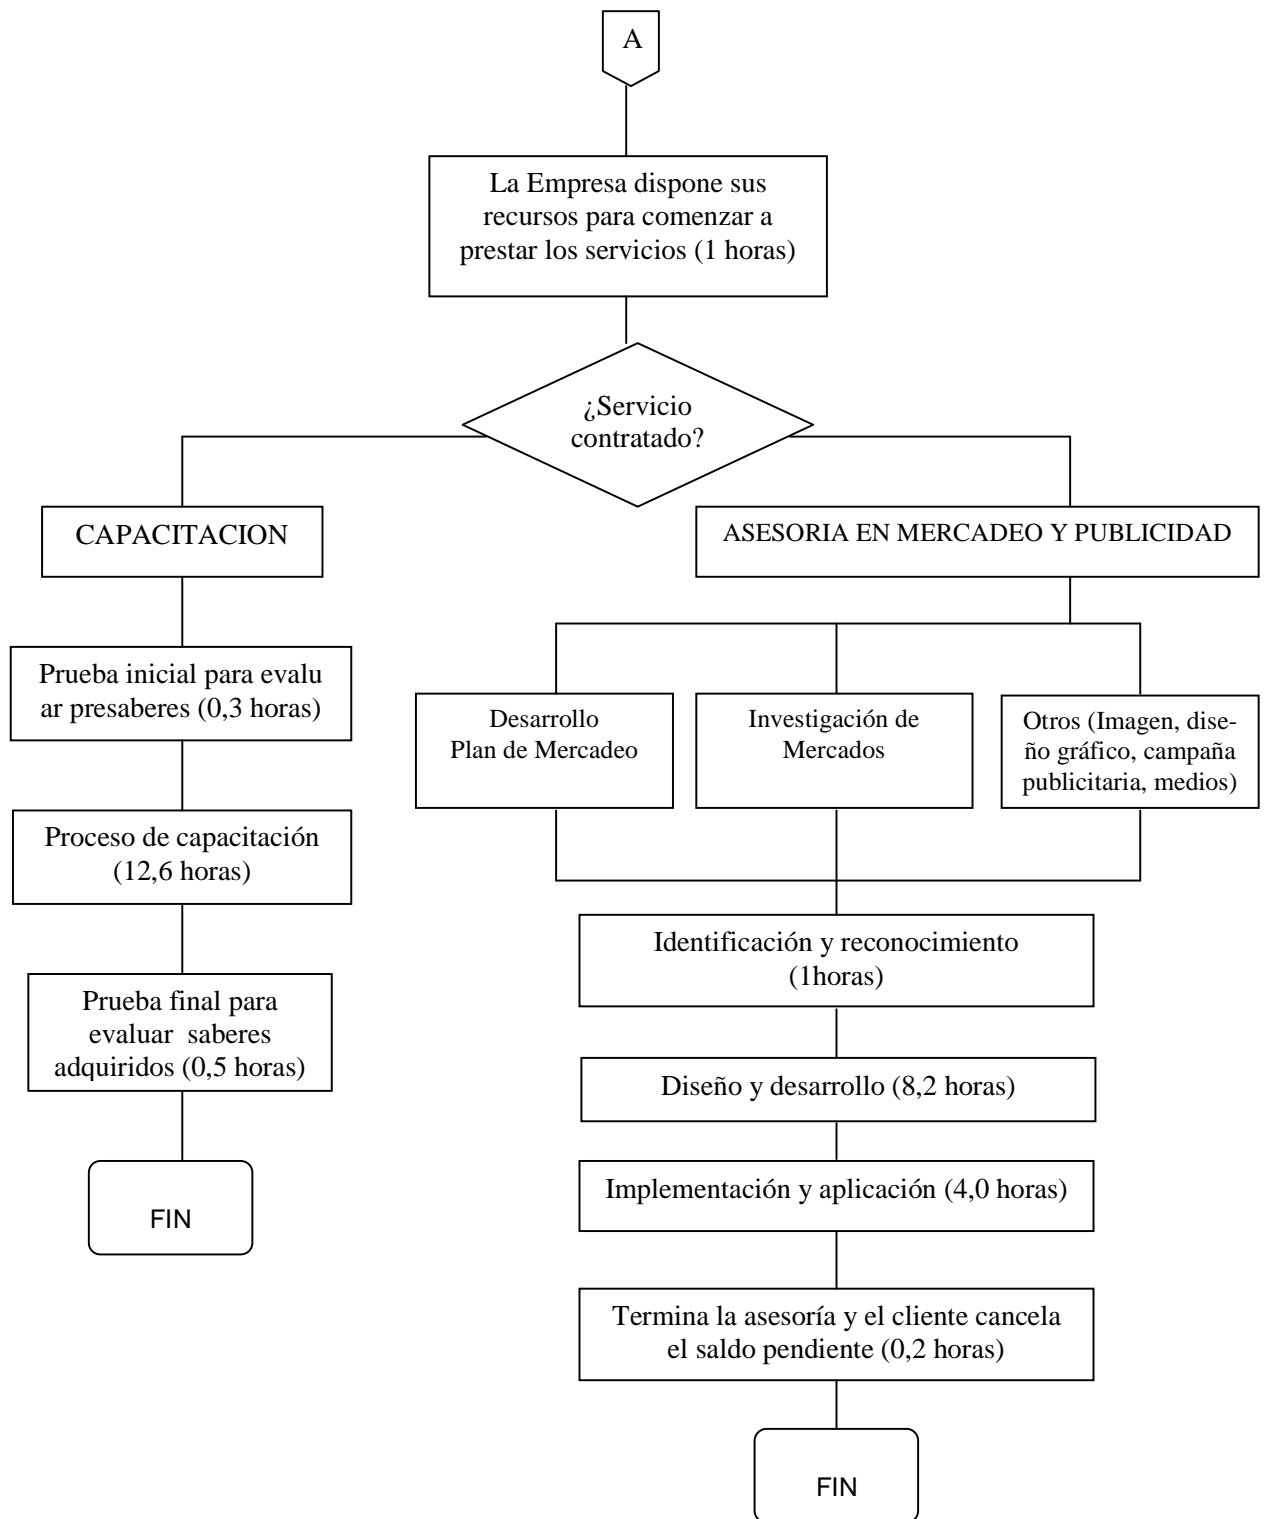 A
La Empresa dispone sus
recursos para comenzar a
prestar los servicios (1 horas)
¿Servicio
contratado?
CAPACITACION
ASESORIA EN MERCADEO Y PUBLICIDAD
Prueba inicial para evalu
ar presaberes (0,3 horas)
Desarrollo
Plan de Mercadeo
Investigación de
Mercados
Otros (Imagen, dise-
ño gráfico, campaña
publicitaria, medios)
Proceso de capacitación
(12,6 horas)
Identificación y reconocimiento
(1horas)
Prueba final para
evaluar  saberes
adquiridos (0,5 horas)
Diseño y desarrollo (8,2 horas)
Implementación y aplicación (4,0 horas)
FIN
Termina la asesoría y el cliente cancela
el saldo pendiente (0,2 horas)
FIN